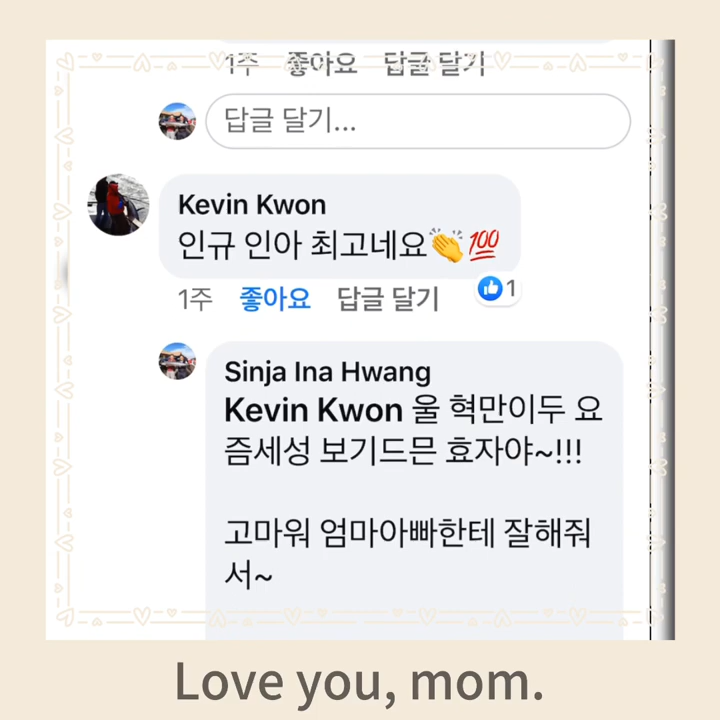 1주 좋아요 답글 달기
답글 달기...
Kevin Kwon
인규 인아 최고네요👏💯
1주 좋아요 답글 달기 1
Sinja Ina Hwang
Kevin Kwon 울 혁만이두 요
즘세성 보기드믄 효자야~!!!
고마워 엄마아빠한테 잘해줘
서~
Love you, mom.